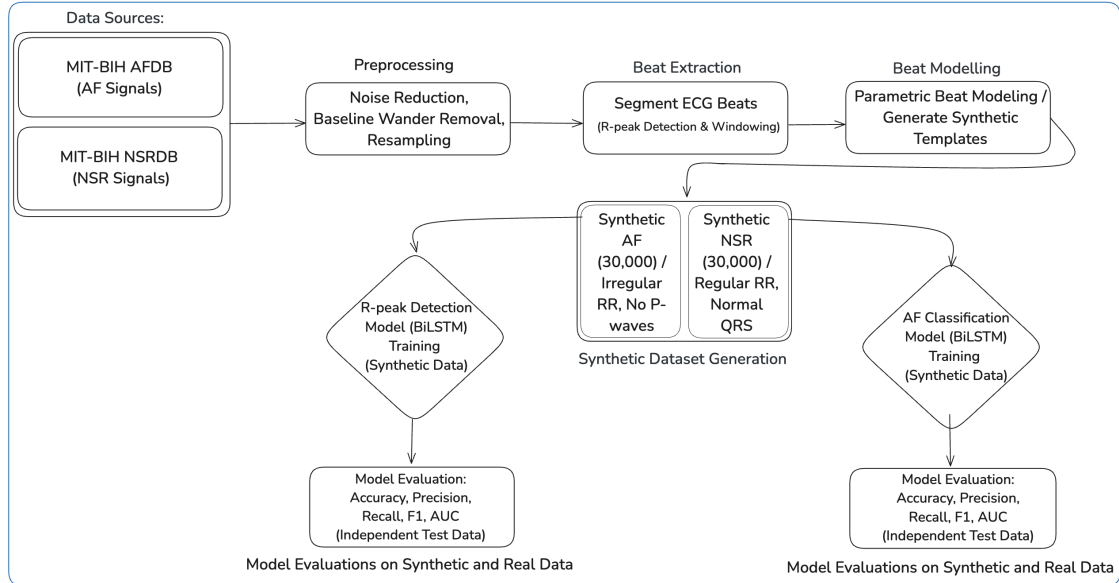 Data Sources:
MIT-BIH AFDB
(AF Signals)
MIT-BIH NSRDB
(NSR Signals)
Preprocessing
Noise Reduction,
Baseline Wander Removal,
Resampling
Beat Extraction
Segment ECG Beats
(R-peak Detection & Windowing)
Beat Modelling
Parametric Beat Modeling /
Generate Synthetic
Templates
Synthetic
AF
(30,000) /
Irregular
RR, No P-
waves
Synthetic
NSR
(30,000) /
Regular RR,
Normal
QRS
Synthetic Dataset Generation
R-peak Detection
Model (BiLSTM)
Training
(Synthetic Data)
AF Classification
Model (BiLSTM)
Training
(Synthetic Data)
Model Evaluation:
Accuracy, Precision,
Recall, F1, AUC
(Independent Test Data)
Model Evaluations on Synthetic and Real Data
Model Evaluation:
Accuracy, Precision,
Recall, F1, AUC
(Independent Test Data)
Model Evaluations on Synthetic and Real Data